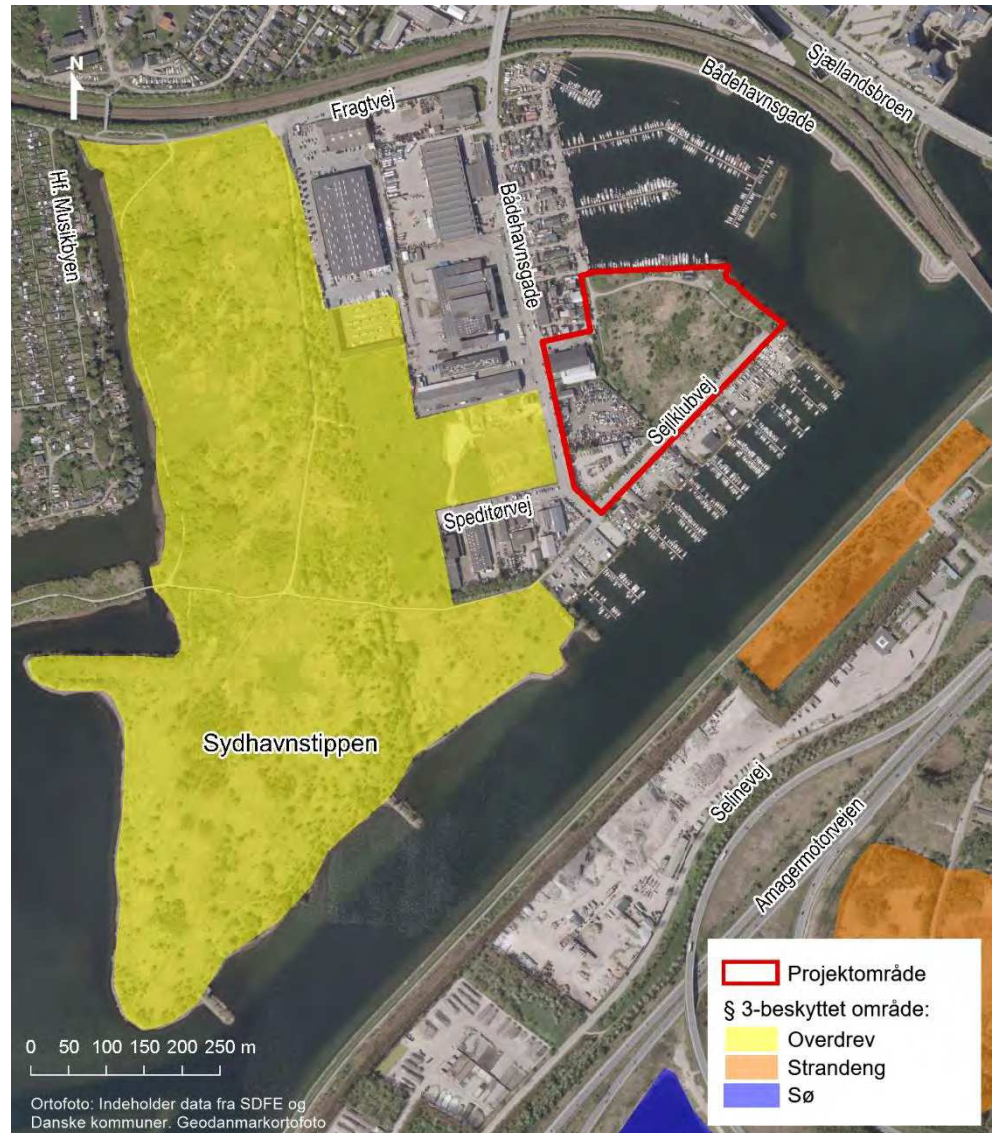 N
Sjællandsbroen
Bådehavnsgade
Fragtvej
Hf. Musikbyen
Bådehavnsgade
Sejlklubvej
Speditørvej
Sydhavnstippen
Selinevej
Amagermotorvejen
Projektområde
§ 3-beskyttet område:
Overdrev
Strandeng
Sø
0 50 100 150 200 250 m
Ortofoto: Indeholder data fra SDFE og
Danske kommuner. Geodanmarkortofoto